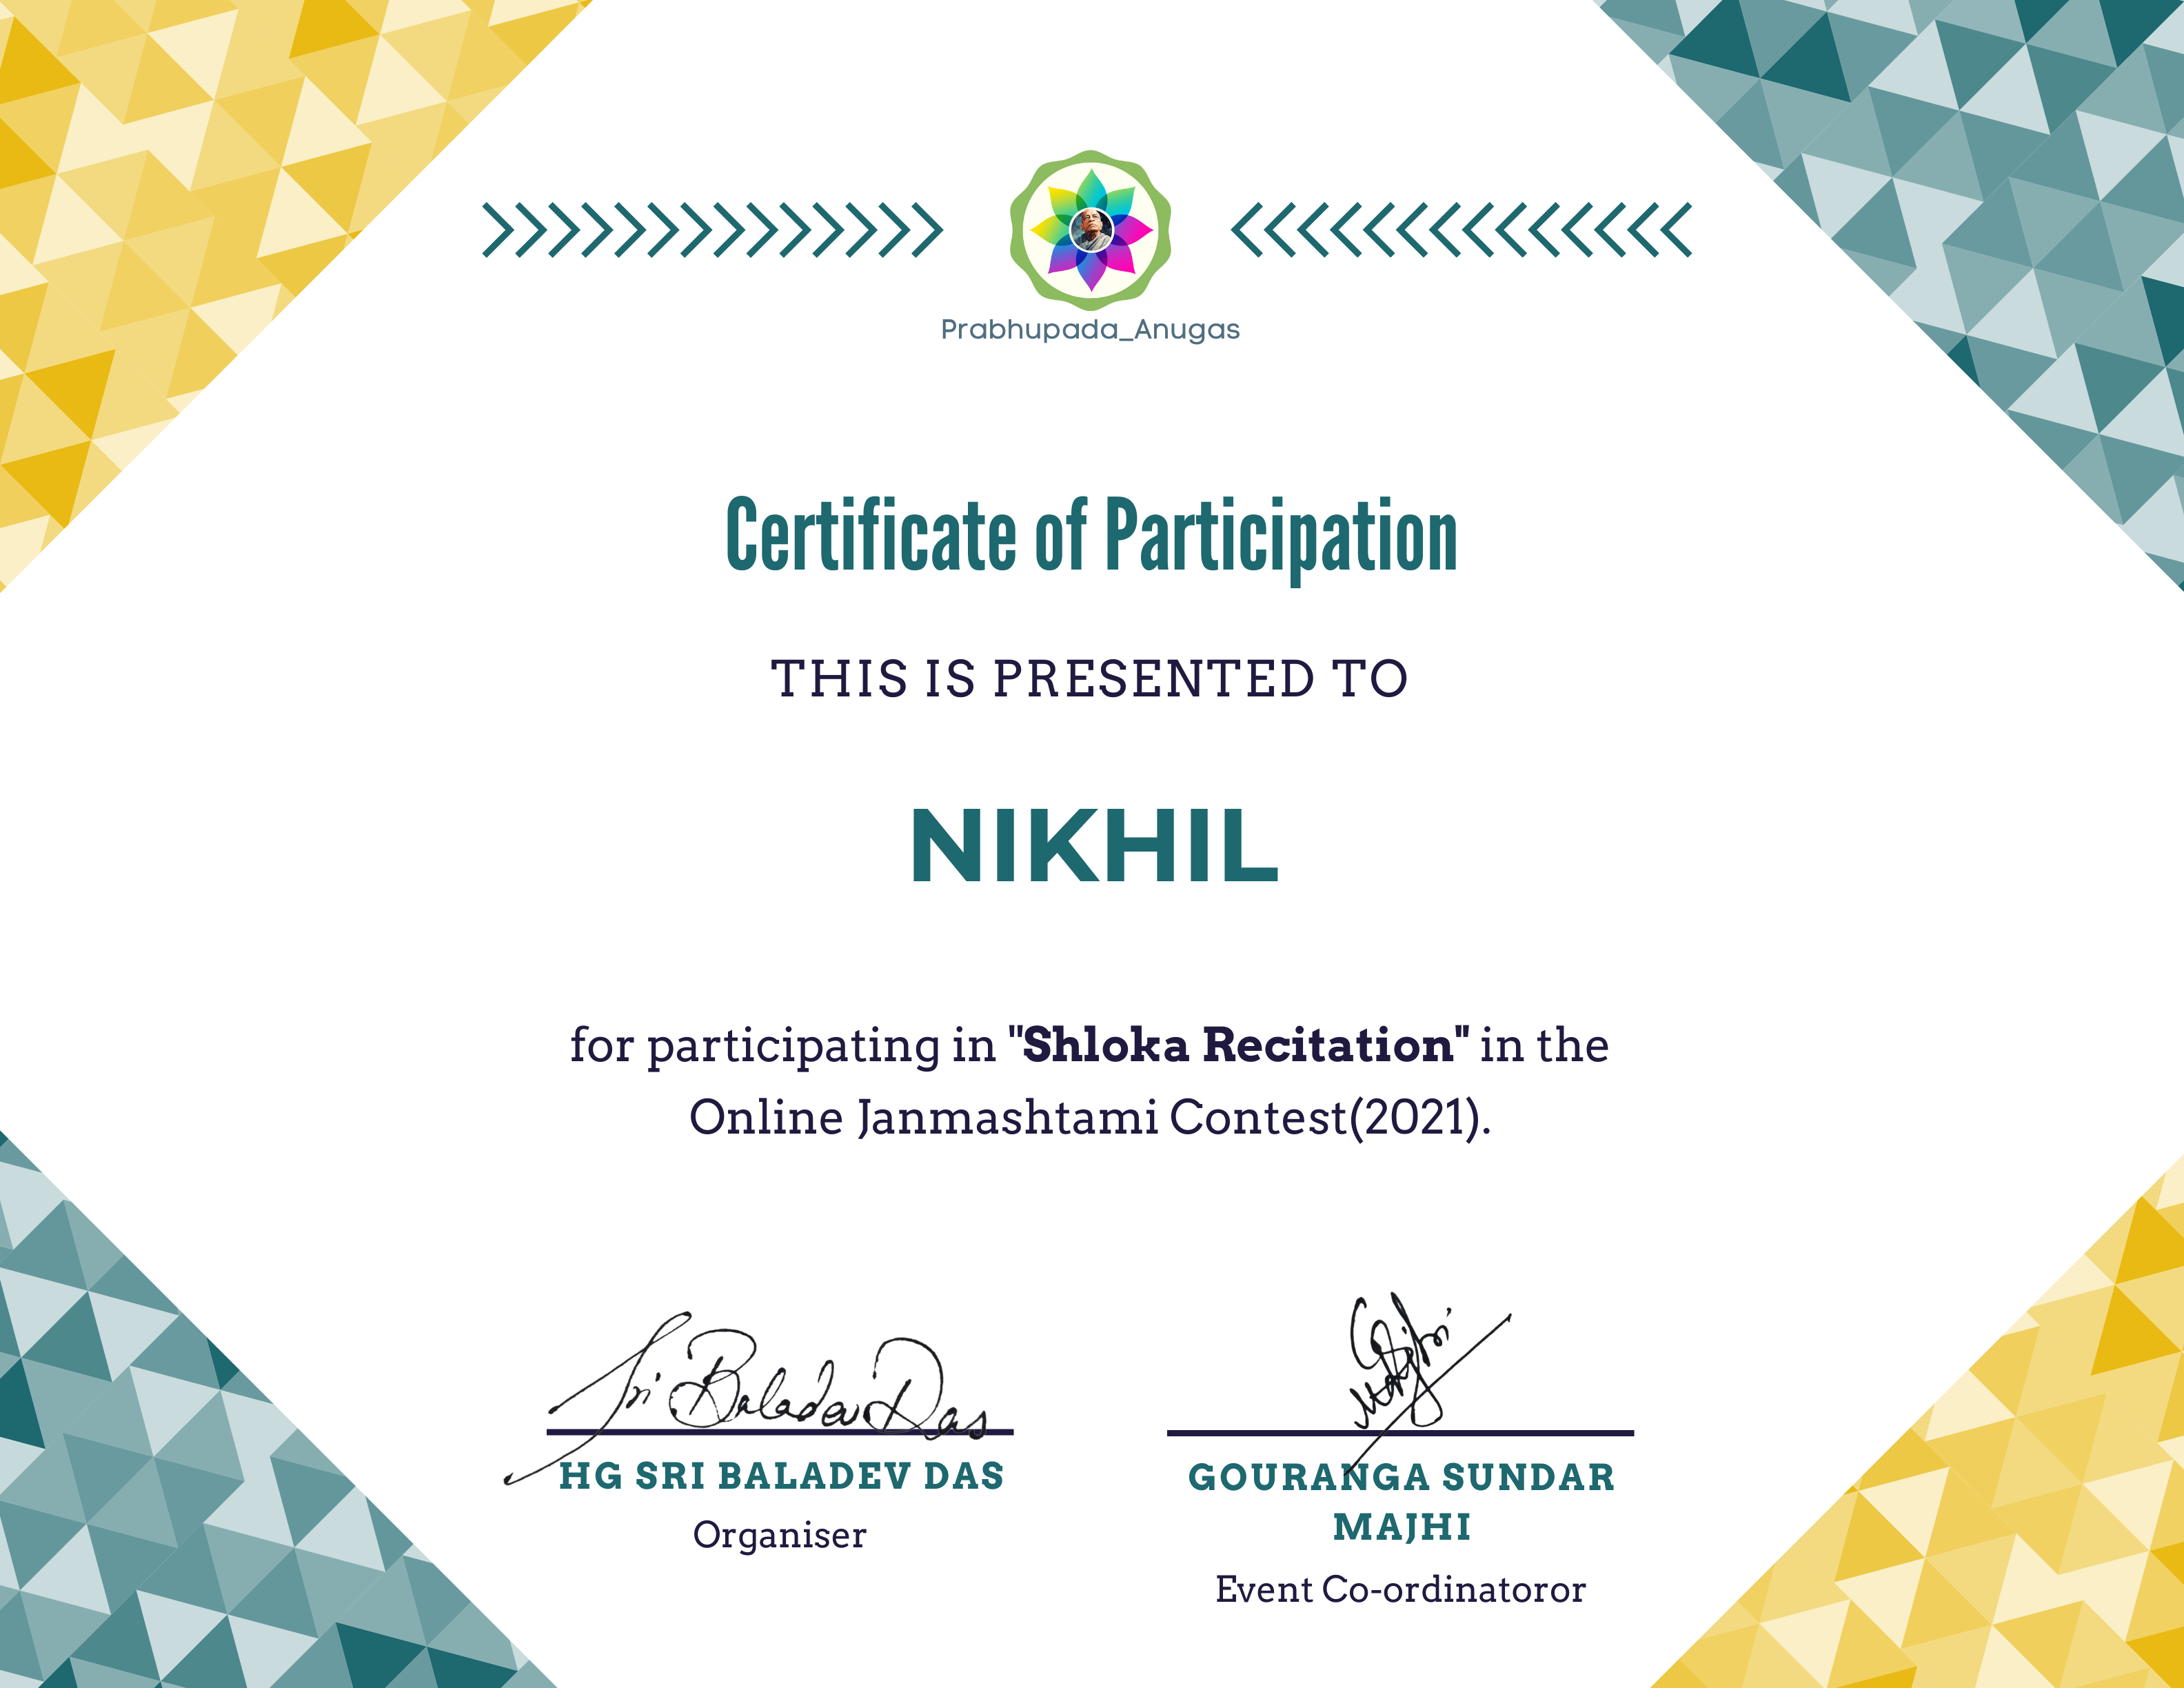 Prabhupada_Anugas
Certificate of Participation
THIS IS PRESENTED TO
NIKHIL
for participating in "Shloka Recitation" in the
Online Janmashtami Contest(2021).
Sri Baladev Das
HG SRI BALADEV DAS
Organiser
GOURANGA SUNDAR
MAJHI
Event Co-ordinatoror